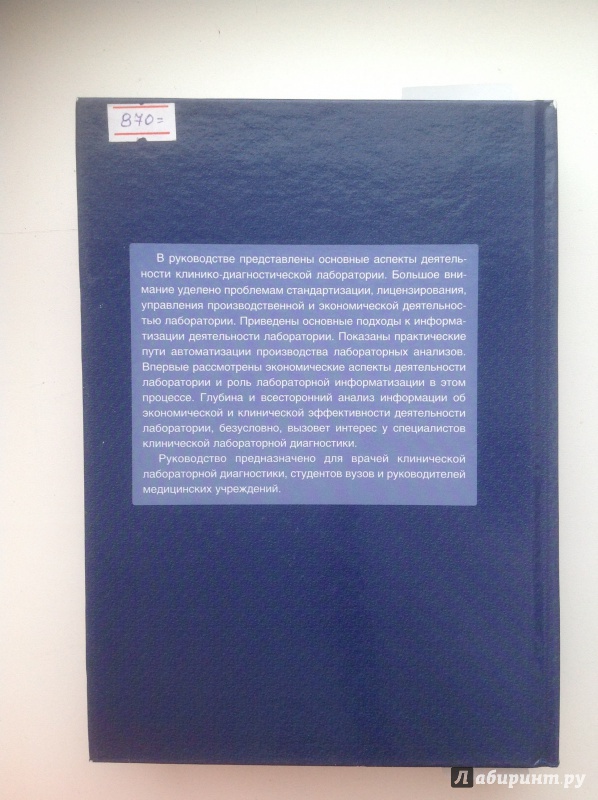 870=
В руководстве представлены основные аспекты деятель-
ности клинико-диагностической лаборатории. Большое вни-
мание уделено проблемам стандартизации, лицензирования,
управления производственной и экономической деятельнос-
тью лаборатории. Приведены основные подходы к информа-
тизации деятельности лаборатории. Показаны практические
пути автоматизации производства лабораторных анализов.
Впервые рассмотрены экономические аспекты деятельности
лаборатории и роль лабораторной информатизации в этом
процессе. Глубина и всесторонний анализ информации об
экономической и клинической эффективности деятельности
лаборатории, безусловно, вызовет интерес у специалистов
клинической лабораторной диагностики.
Руководство предназначено для врачей клинической
лабораторной диагностики, студентов вузов и руководителей
медицинских учреждений.
Лабиринт.ру